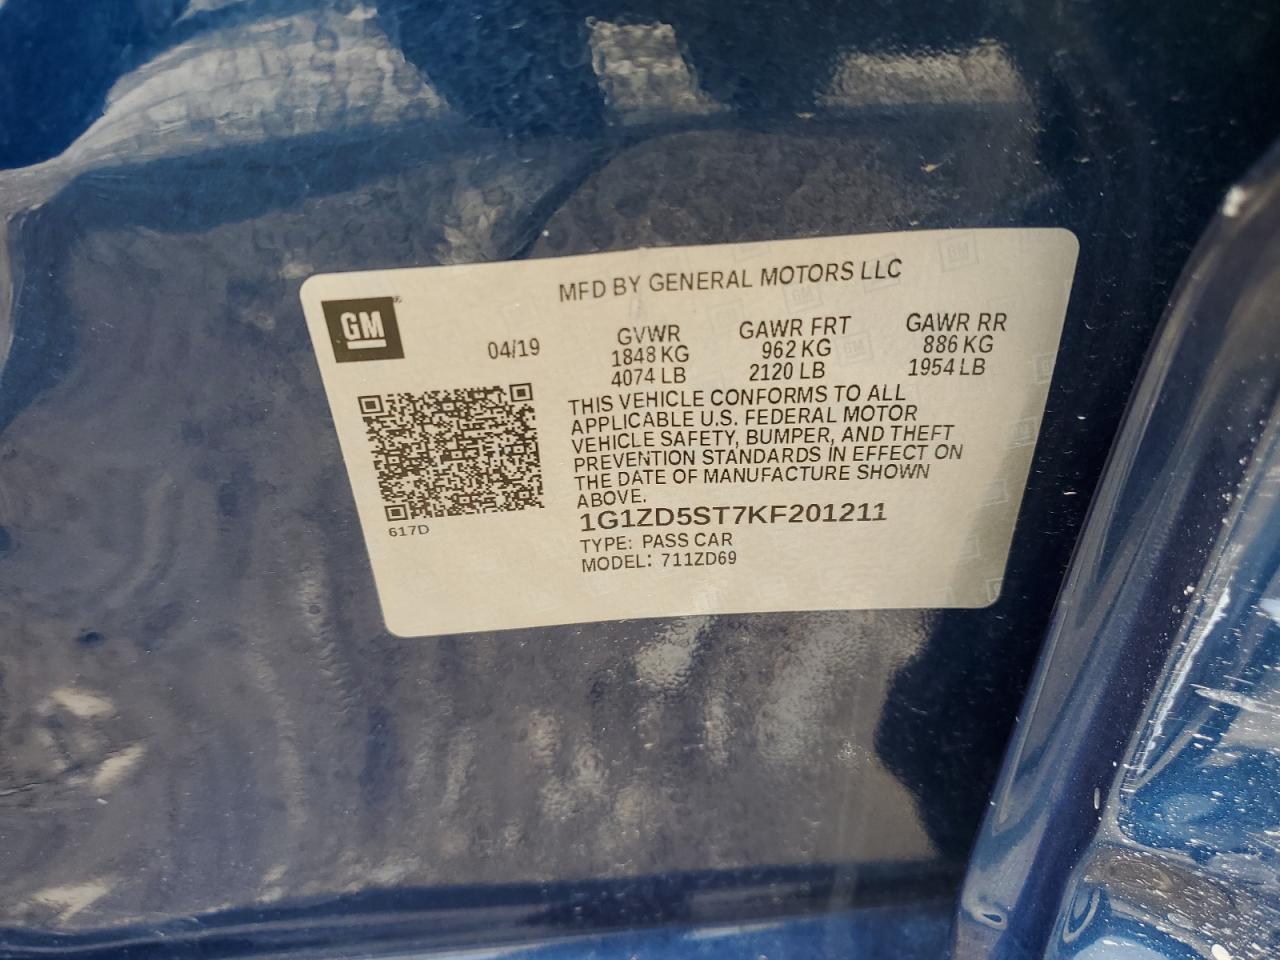 MFD BY GENERAL MOTORS LLC
GM
04/19
GVWR GAWR FRT GAWR RR
1848 KG 962 KG 886 KG
4074 LB 2120 LB 1954 LB
THIS VEHICLE CONFORMS TO ALL
APPLICABLE U.S. FEDERAL MOTOR
VEHICLE SAFETY, BUMPER, AND THEFT
PREVENTION STANDARDS IN EFFECT ON
THE DATE OF MANUFACTURE SHOWN
ABOVE.
617D
1G1ZD5ST7KF201211
TYPE: PASS CAR
MODEL: 711ZD69